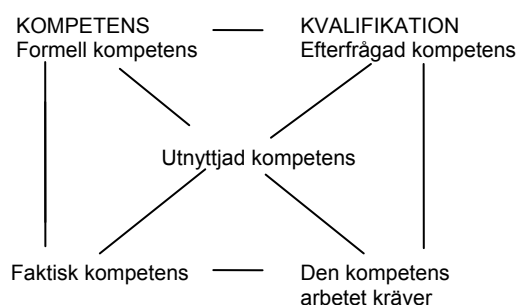 KOMPETENS
Formell kompetens
KVALIFIKATION
Efterfrågad kompetens
Utnyttjad kompetens
Faktisk kompetens
Den kompetens
arbetet kräver